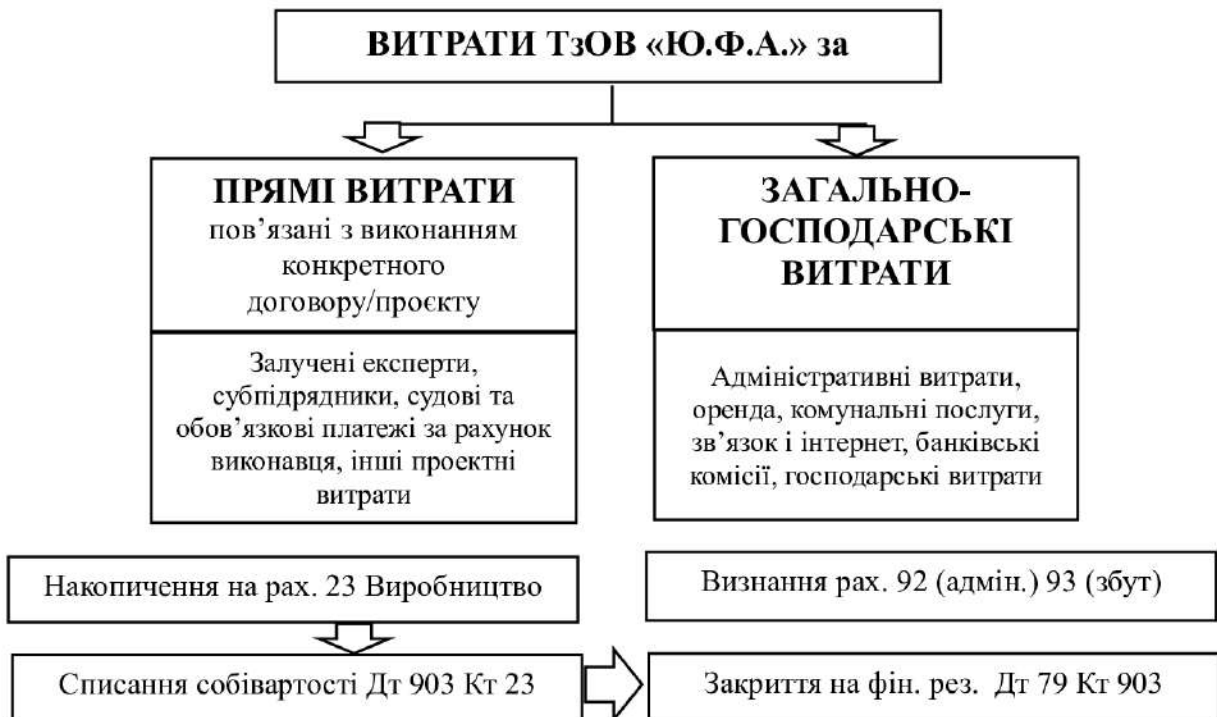 ВИТРАТИ ТзОВ «Ю.Ф.А.» за
ПРЯМІ ВИТРАТИ
пов’язані з виконанням
конкретного
договору/проєкту
Залучені експерти,
субпідрядники, судові та
обов’язкові платежі за рахунок
виконавця, інші проектні
витрати
ЗАГАЛЬНО-
ГОСПОДАРСЬКІ
ВИТРАТИ
Адміністративні витрати,
оренда, комунальні послуги,
зв’язок і інтернет, банківські
комісії, господарські витрати
Накопичення на рах. 23 Виробництво
Визнання рах. 92 (адмін.) 93 (збут)
Списання собівартості Дт 903 Кт 23
Закриття на фін. рез. Дт 79 Кт 903